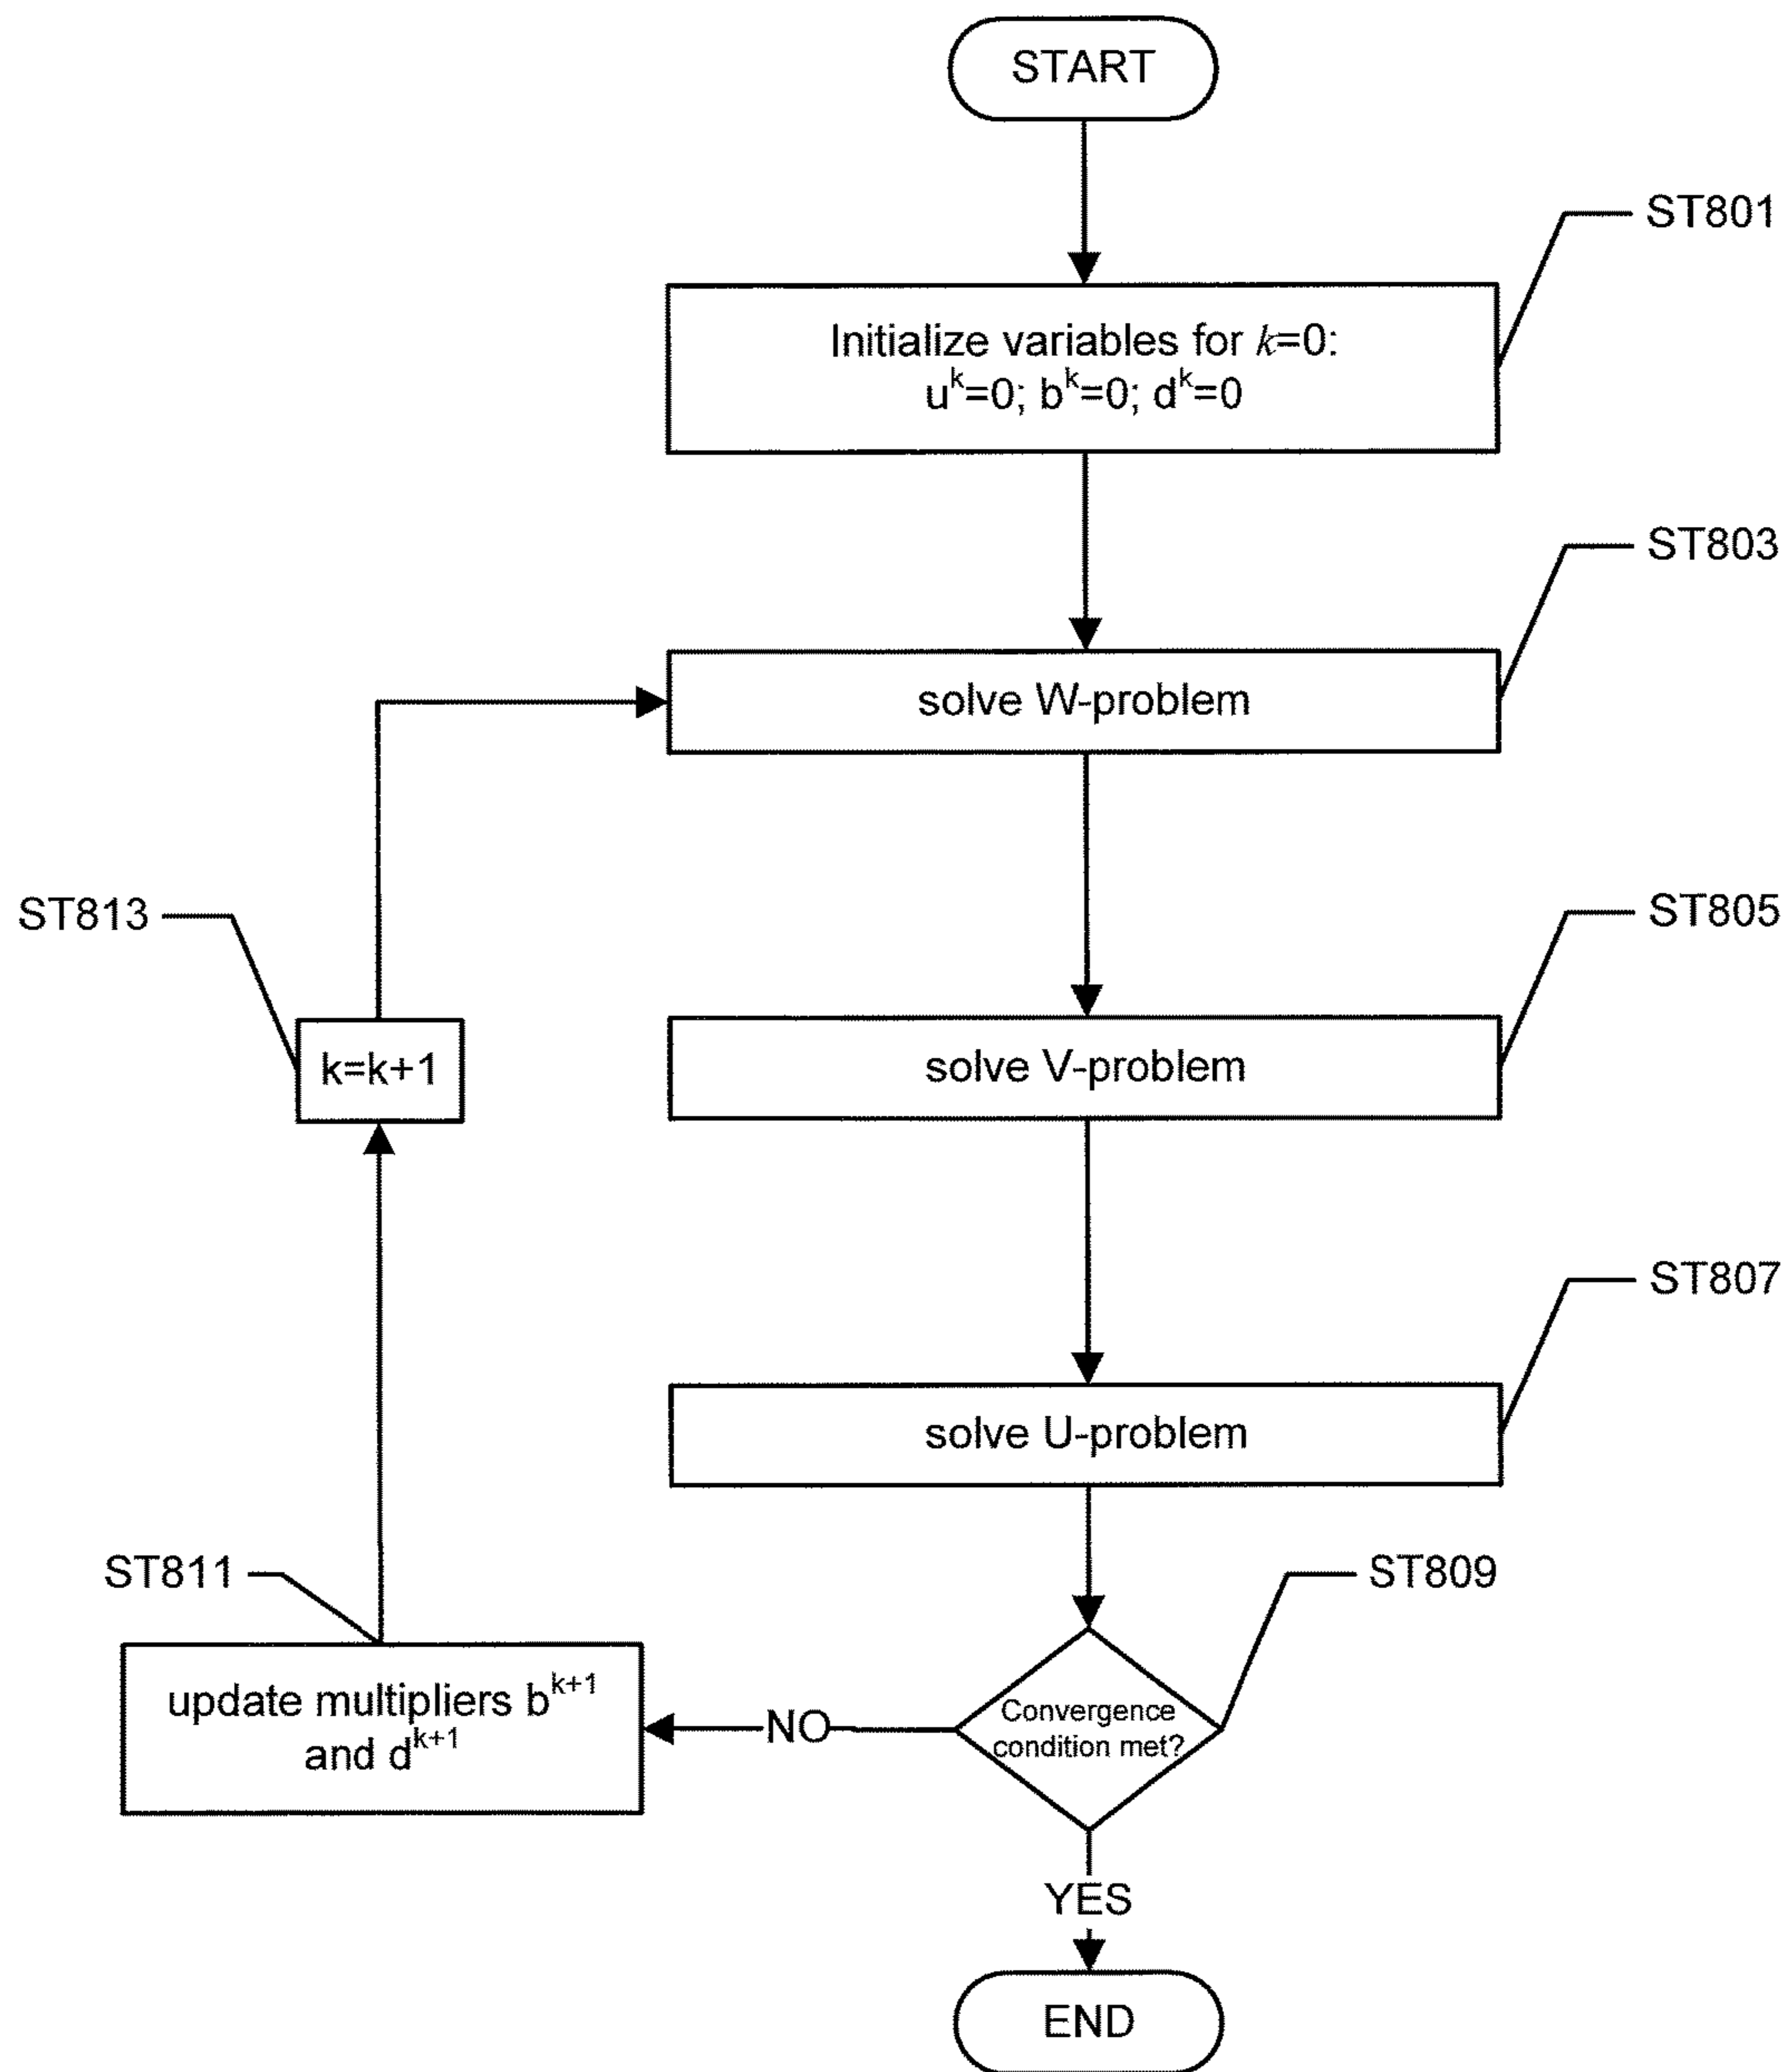 START
ST801
Initialize variables for k=0:
u^k=0; b^k=0; d^k=0
ST803
solve W-problem
ST813
ST805
k=k+1
solve V-problem
ST807
solve U-problem
ST811
ST809
update multipliers b^k+1
and d^k+1
NO
Convergence
condition met?
YES
END